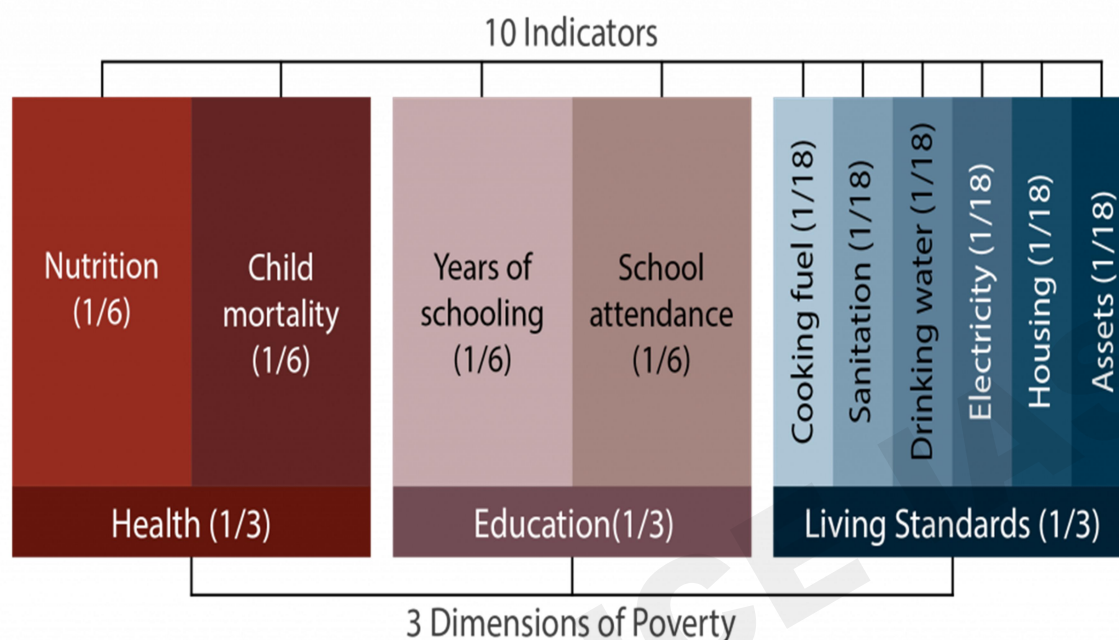 10 Indicators
Nutrition
(1/6)
Child
mortality
(1/6)
Years of
schooling
(1/6)
School
attendance
(1/6)
Cooking fuel (1/18)
Sanitation (1/18)
Drinking water (1/18)
Electricity (1/18)
Housing (1/18)
Assets (1/18)
Health (1/3)
Education(1/3)
Living Standards (1/3)
3 Dimensions of Poverty